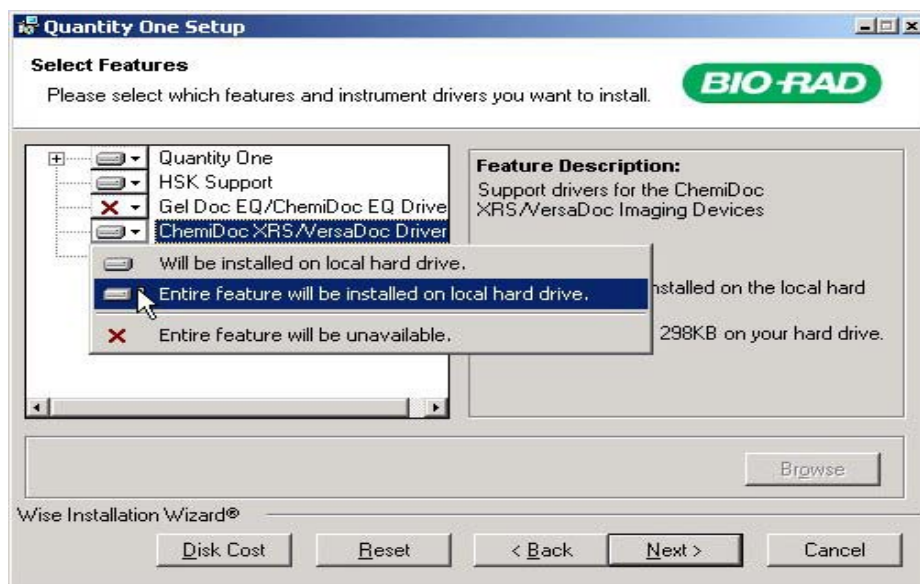 Quantity One Setup
Select Features
Please select which features and instrument drivers you want to install.
BIO-RAD
Quantity One
HSK Support
Gel Doc EQ/ChemiDoc EQ Drive
ChemiDoc XRS/VersaDoc Driver
Will be installed on local hard drive.
Entire feature will be installed on local hard drive.
Entire feature will be unavailable.
Feature Description:
Support drivers for the ChemiDoc
XRS/VersaDoc Imaging Devices
nstalled on the local hard
298KB on your hard drive.
Browse
Wise Installation Wizard®
Disk Cost
Reset
< Back
Next >
Cancel